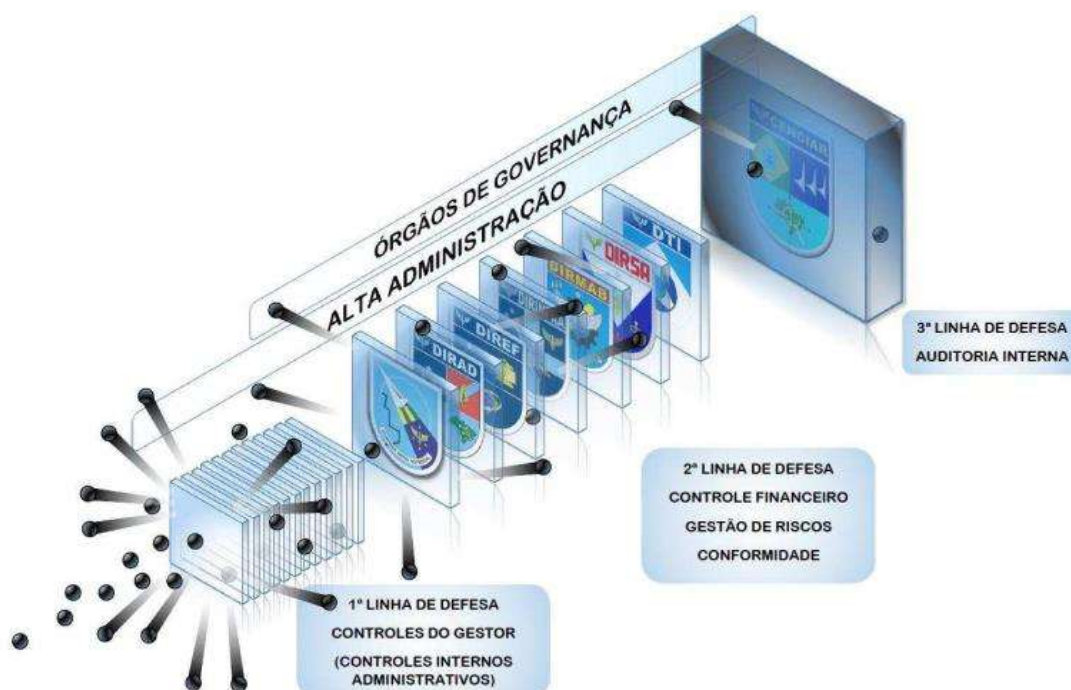 ÓRGÃOS DE GOVERNANÇA
ALTA ADMINISTRAÇÃO
CENCIAR
DTI
DIRSA
DIRMAB
DIREF
DIRAD
3ª LINHA DE DEFESA
AUDITORIA INTERNA
2ª LINHA DE DEFESA
CONTROLE FINANCEIRO
GESTÃO DE RISCOS
CONFORMIDADE
1ª LINHA DE DEFESA
CONTROLES DO GESTOR
(CONTROLES INTERNOS
ADMINISTRATIVOS)